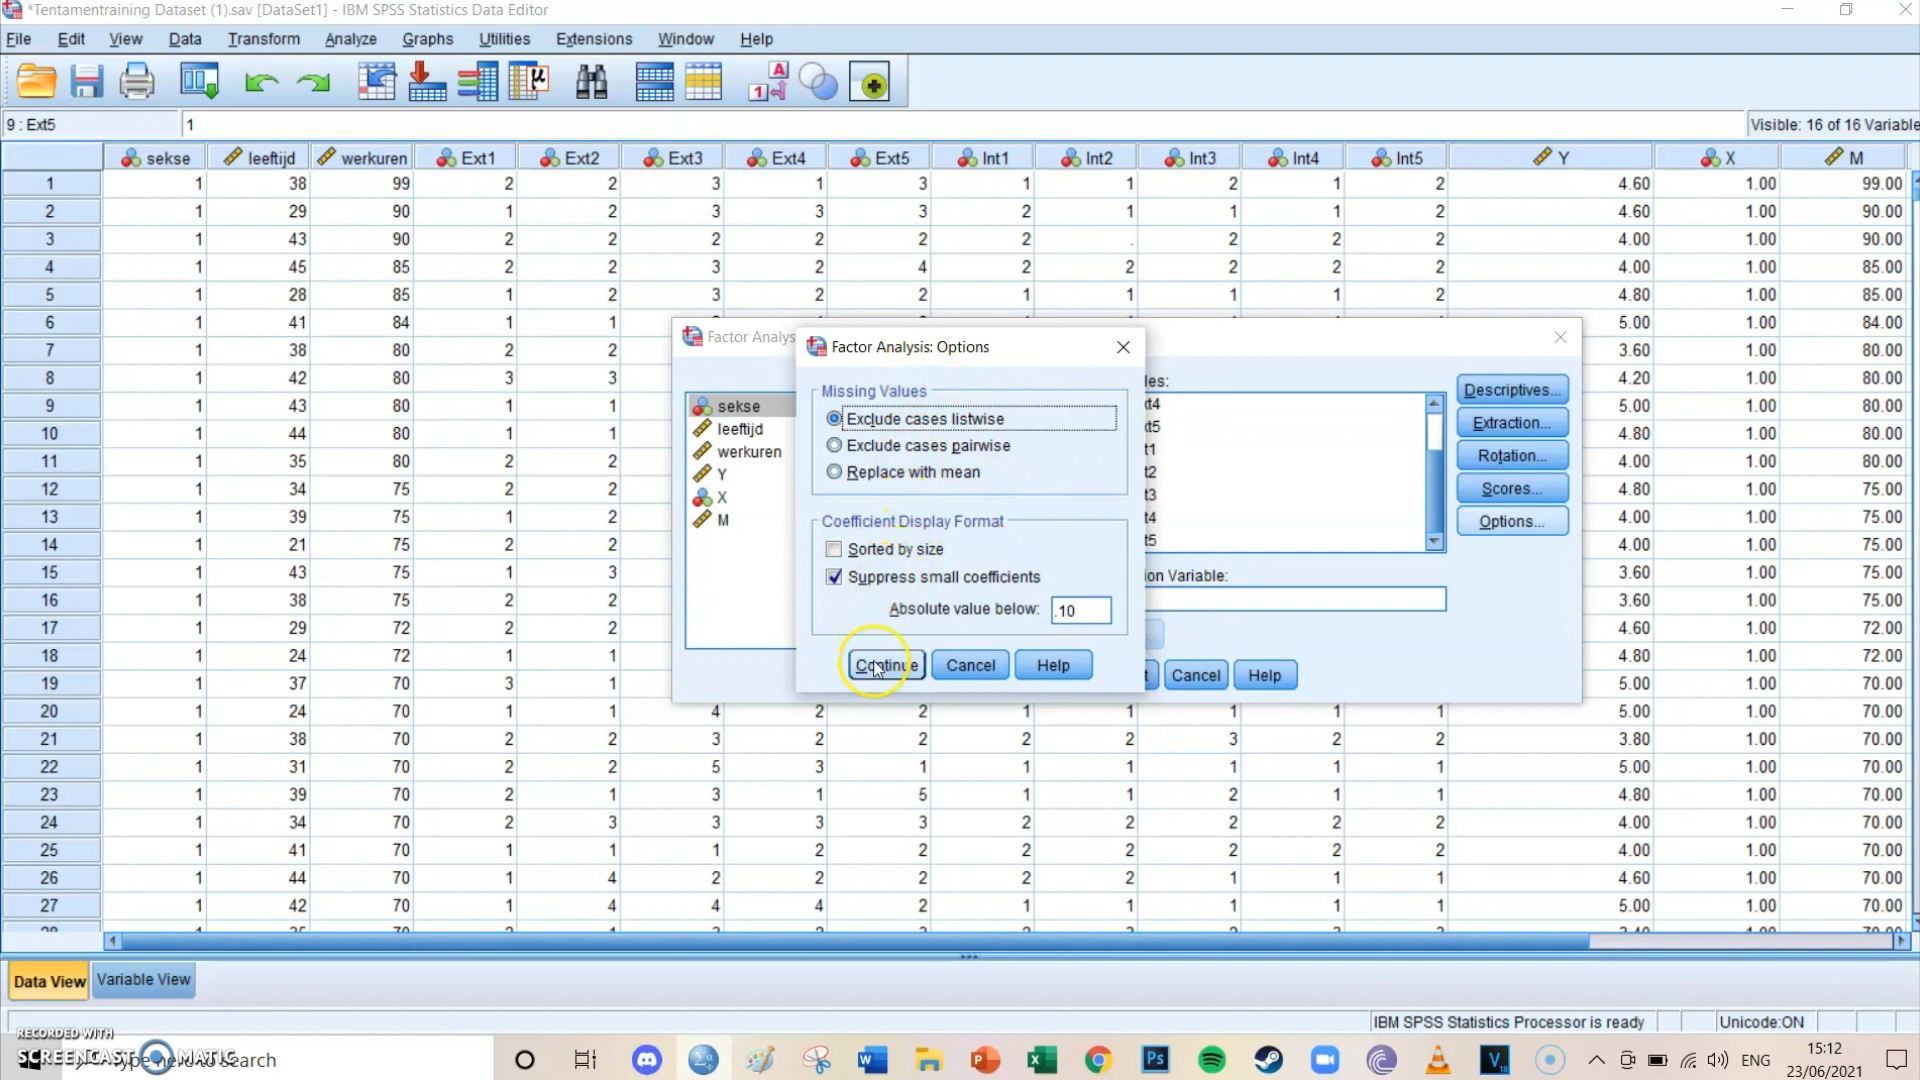 *Tentamentraining Dataset (1).sav [DataSet1] - IBM SPSS Statistics Data Editor
File Edit View Data Transform Analyze Graphs Utilities Extensions Window Help
9 : Ext5 1 Visible: 16 of 16 Variable
sekse leeftijd werkuren Ext1 Ext2 Ext3 Ext4 Ext5 Int1 Int2 Int3 Int4 Int5 Y X M
1 1 38 99 2 2 3 1 3 1 1 2 1 2 4.60 1.00 99.00
2 1 29 90 1 2 3 3 3 2 1 1 1 2 4.60 1.00 90.00
3 1 43 90 2 2 2 2 2 2 . 2 2 2 4.00 1.00 90.00
4 1 45 85 2 2 3 2 4 2 2 2 2 2 4.00 1.00 85.00
5 1 28 85 1 2 3 2 2 1 1 1 1 2 4.80 1.00 85.00
6 1 41 84 1 1 5.00 1.00 84.00
7 1 38 80 2 2 3.60 1.00 80.00
8 1 42 80 3 3 4.20 1.00 80.00
9 1 43 80 1 1 5.00 1.00 80.00
10 1 44 80 1 1 4.80 1.00 80.00
11 1 35 80 2 2 4.00 1.00 80.00
12 1 34 75 2 2 4.80 1.00 75.00
13 1 39 75 1 2 4.00 1.00 75.00
14 1 21 75 2 2 4.00 1.00 75.00
15 1 43 75 1 3 3.60 1.00 75.00
16 1 38 75 2 2 3.60 1.00 75.00
17 1 29 72 2 2 4.60 1.00 72.00
18 1 24 72 1 1 4.80 1.00 72.00
19 1 37 70 3 1 5.00 1.00 70.00
20 1 24 70 1 1 4 2 2 1 1 1 1 1 5.00 1.00 70.00
21 1 38 70 2 2 3 2 2 2 2 3 2 2 3.80 1.00 70.00
22 1 31 70 2 2 5 3 1 1 1 1 1 1 5.00 1.00 70.00
23 1 39 70 2 1 3 1 5 1 1 2 1 1 4.80 1.00 70.00
24 1 34 70 1 3 3 3 3 2 2 2 2 2 4.00 1.00 70.00
25 1 41 70 1 1 1 2 2 2 2 2 2 2 4.00 1.00 70.00
26 1 44 70 1 4 2 2 2 2 2 1 1 1 4.60 1.00 70.00
27 1 42 70 1 4 4 4 2 1 1 1 1 1 5.00 1.00 70.00
Factor Analys
sekse
leeftijd
werkuren
Y
X
M
Factor Analysis: Options
Missing Values
Exclude cases listwise
Exclude cases pairwise
Replace with mean
Coefficient Display Format
Sorted by size
Suppress small coefficients
Absolute value below: .10
Continue Cancel Help
les:
xt4
xt5
t1
t2
t3
t4
t5
ion Variable:
t Cancel Help
Descriptives...
Extraction...
Rotation...
Scores...
Options...
Data View Variable View
IBM SPSS Statistics Processor is ready Unicode:ON
RECORDED WITH
SCREENCAST MATIC
Type here to search
ENG 15:12
23/06/2021